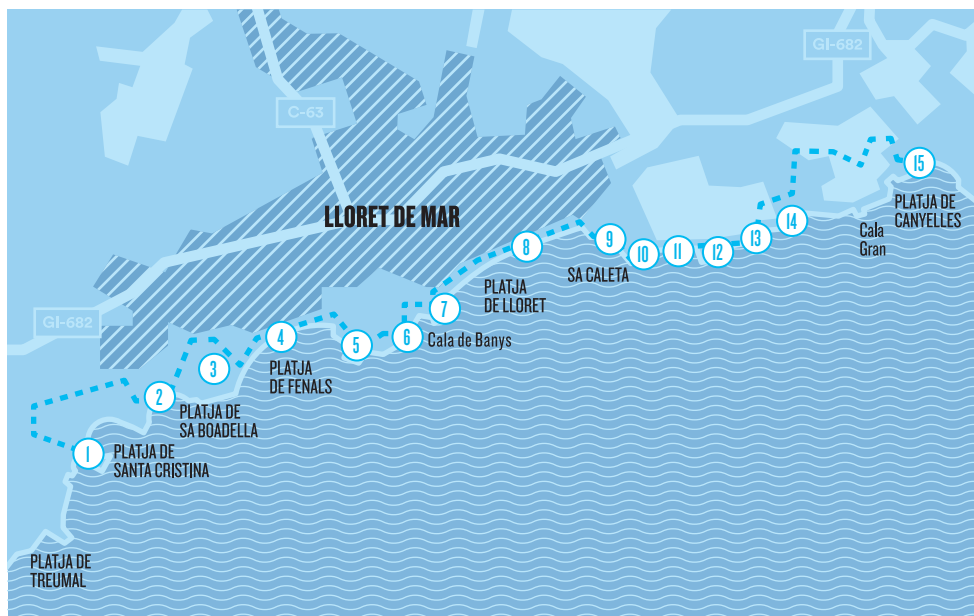 GI-682
C-63
15
PLATJA DE
CANYELLES
LLORET DE MAR
14
Cala
Gran
13
12
11
10
9
SA CALETA
8
PLATJA
DE LLORET
7
6
Cala de Banys
5
4
PLATJA
DE FENALS
GI-682
3
2
PLATJA DE
SA BOADELLA
1
PLATJA DE
SANTA CRISTINA
PLATJA DE
TREUMAL